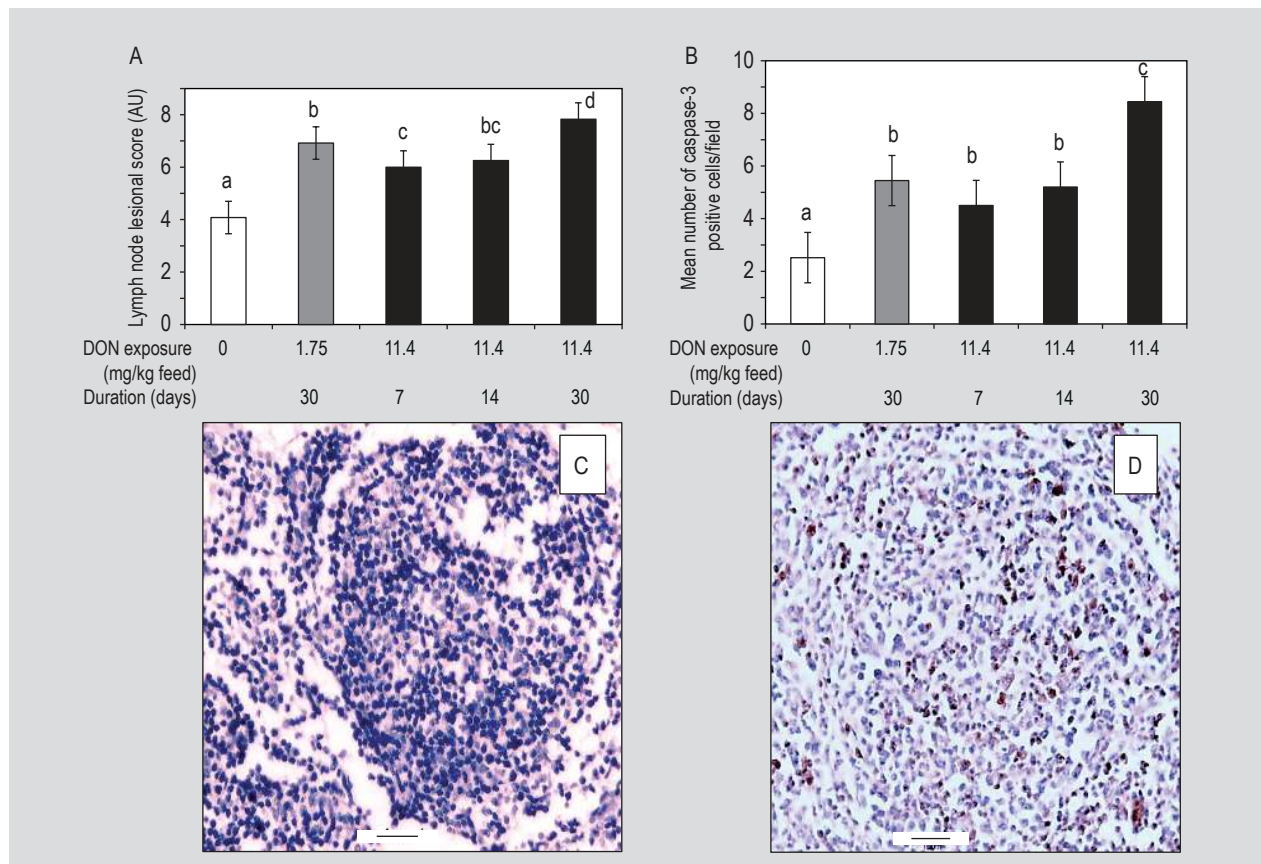 A
Lymph node lesional score (AU)
8
6
4
2
0
a
b
c
bc
d
DON exposure 0 1.75 11.4 11.4 11.4
(mg/kg feed)
Duration (days) 30 7 14 30
B
Mean number of caspase-3
positive cells/field
10
8
6
4
2
0
a
b
b
b
c
DON exposure 0 1.75 11.4 11.4 11.4
(mg/kg feed)
Duration (days) 30 7 14 30
C
D